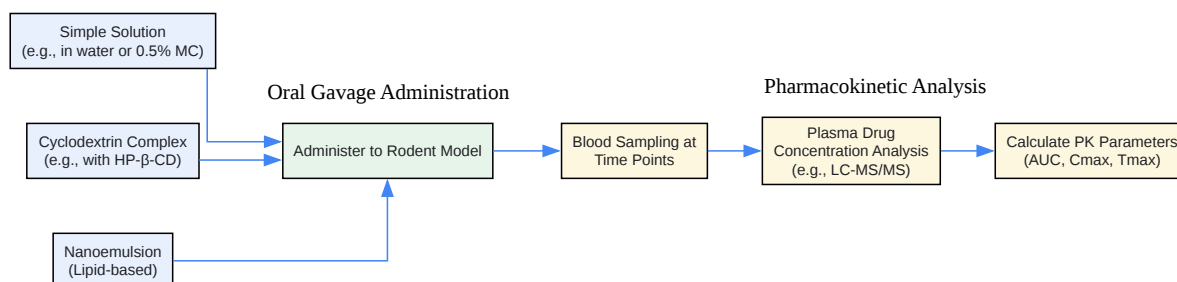 Simple Solution
(e.g., in water or 0.5% MC)
Oral Gavage Administration
Pharmacokinetic Analysis
Cyclodextrin Complex
(e.g., with HP-β-CD)
Administer to Rodent Model
Blood Sampling at
Time Points
Plasma Drug
Concentration Analysis
(e.g., LC-MS/MS)
Calculate PK Parameters
(AUC, Cmax, Tmax)
Nanoemulsion
(Lipid-based)